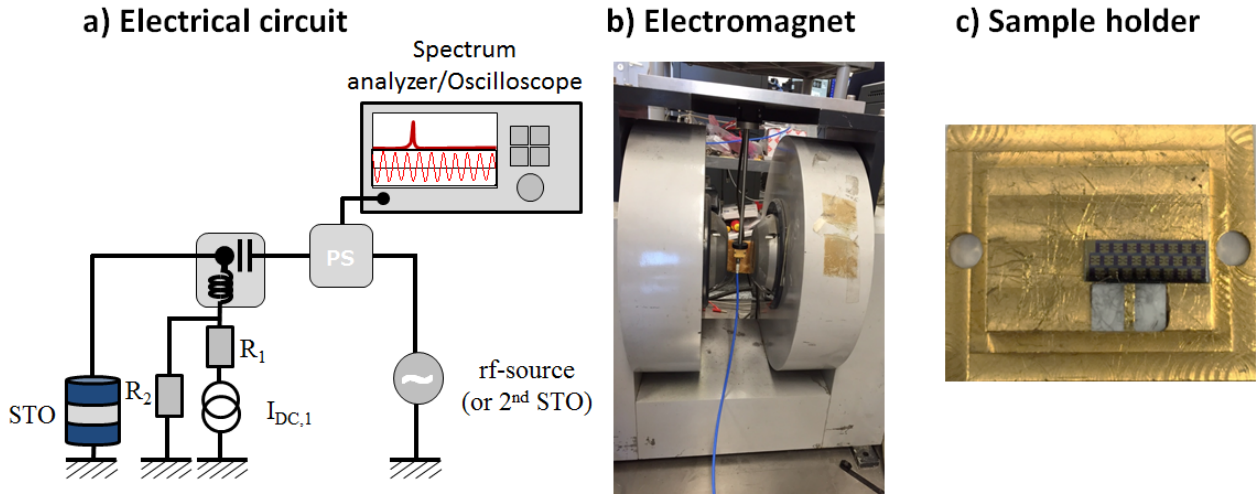 a) Electrical circuit
b) Electromagnet
c) Sample holder
Spectrum
analyzer/Oscilloscope
PS
R1
R2
STO
IDC,1
rf-source
(or 2nd STO)